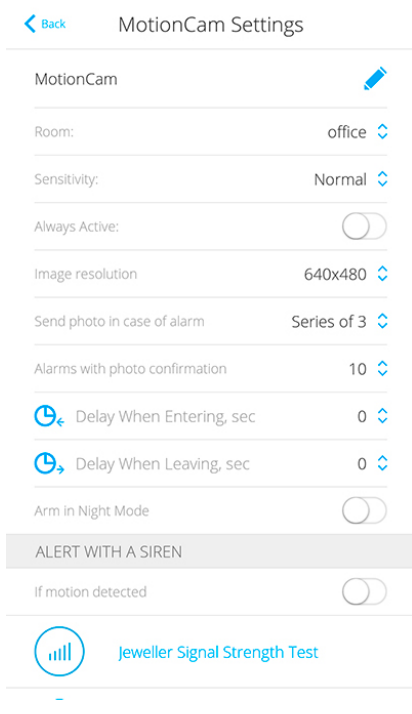 Back MotionCam Settings
MotionCam
Room: office
Sensitivity: Normal
Always Active:
Image resolution 640x480
Send photo in case of alarm Series of 3
Alarms with photo confirmation 10
Delay When Entering, sec 0
Delay When Leaving, sec 0
Arm in Night Mode
ALERT WITH A SIREN
If motion detected
Jeweller Signal Strength Test